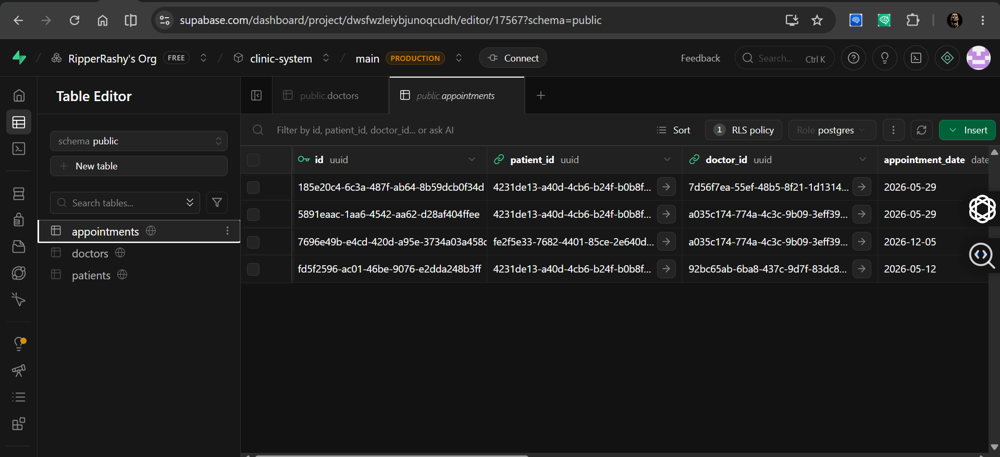 supabase.com/dashboard/project/dwsfwzleiybjunoqcudh/editor/17567?schema=public
RipperRashy's Org FREE / clinic-system / main PRODUCTION Connect Feedback Search... Ctrl K
Table Editor
public.doctors
public.appointments
schema public
New table
Search tables...
appointments
doctors
patients
Filter by id, patient_id, doctor_id... or ask AI
Sort
1 RLS policy
Role postgres
Insert
id uuid patient_id uuid doctor_id uuid appointment_date date
185e20c4-6c3a-487f-ab64-8b59dcb0f34d 4231de13-a40d-4cb6-b24f-b0b8f... 7d56f7ea-55ef-48b5-8f21-1d1314... 2026-05-29
5891eaac-1aa6-4542-aa62-d28af404ffee 4231de13-a40d-4cb6-b24f-b0b8f... a035c174-774a-4c3c-9b09-3eff39... 2026-05-29
7696e49b-e4cd-420d-a95e-3734a03a458c fe2f5e33-7682-4401-85ce-2e640d... a035c174-774a-4c3c-9b09-3eff39... 2026-12-05
fd5f2596-ac01-46be-9076-e2dda248b3ff 4231de13-a40d-4cb6-b24f-b0b8f... 92bc65ab-6ba8-437c-9d7f-83dc8... 2026-05-12